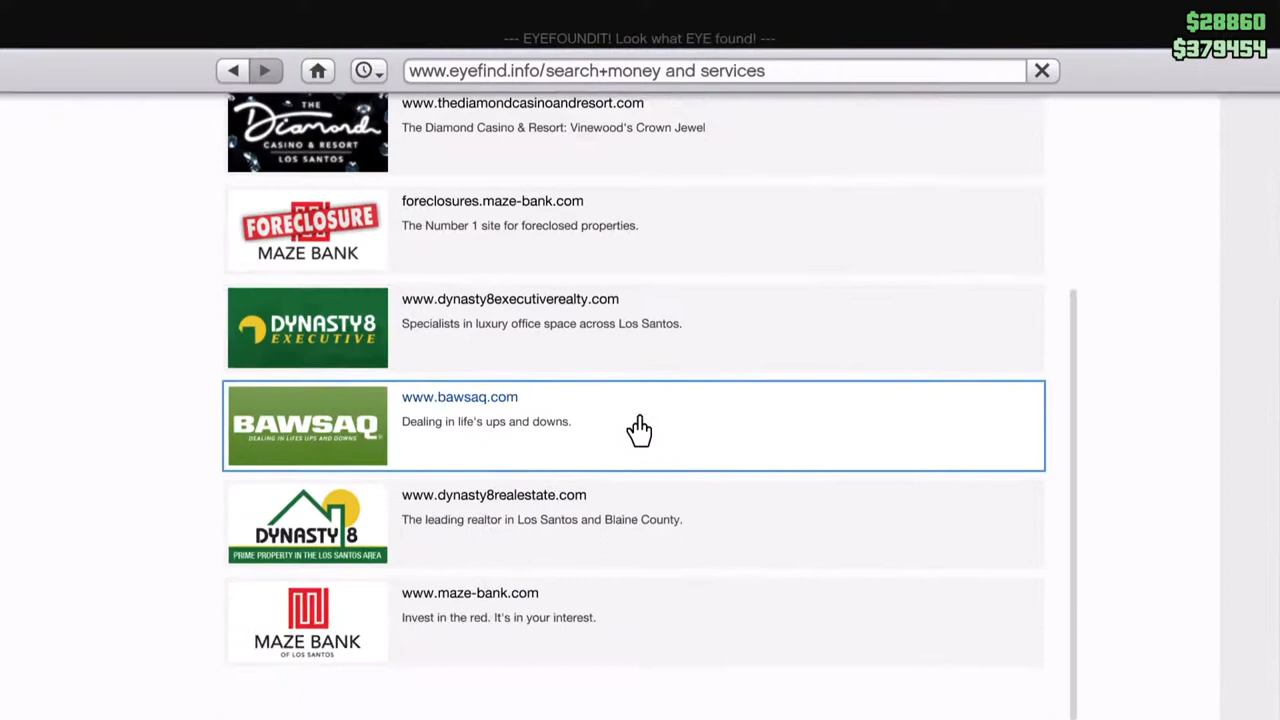 $28860
--- EYEFOUNDIT! Look what EYE found! ---
$379454
www.eyefind.info/search+money and services
THE
Diamond
CASINO & RESORT
LOS SANTOS
www.thediamondcasinoandresort.com
The Diamond Casino & Resort: Vinewood's Crown Jewel
FORECLOSURE
MAZE BANK
foreclosures.maze-bank.com
The Number 1 site for foreclosed properties.
DYNASTY8
EXECUTIVE
www.dynasty8executiverealty.com
Specialists in luxury office space across Los Santos.
BAWSAQ
DEALING IN LIFES UPS AND DOWNS
www.bawsaq.com
Dealing in life's ups and downs.
DYNASTY 8
PRIME PROPERTY IN THE LOS SANTOS AREA
www.dynasty8realestate.com
The leading realtor in Los Santos and Blaine County.
MAZE BANK
OF LOS SANTOS
www.maze-bank.com
Invest in the red. It's in your interest.